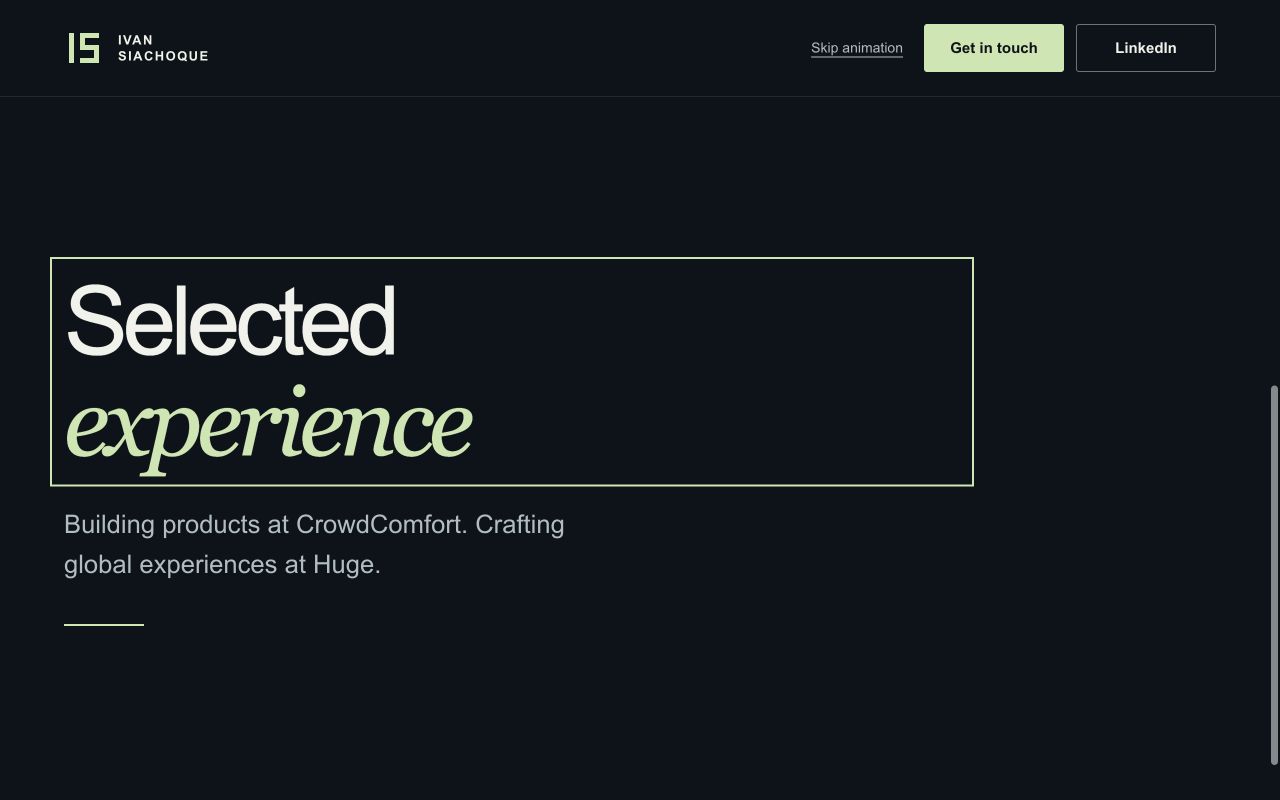 IS
IVAN
SIACHOQUE
Skip animation
Get in touch
LinkedIn
Selected
experience
Building products at CrowdComfort. Crafting
global experiences at Huge.